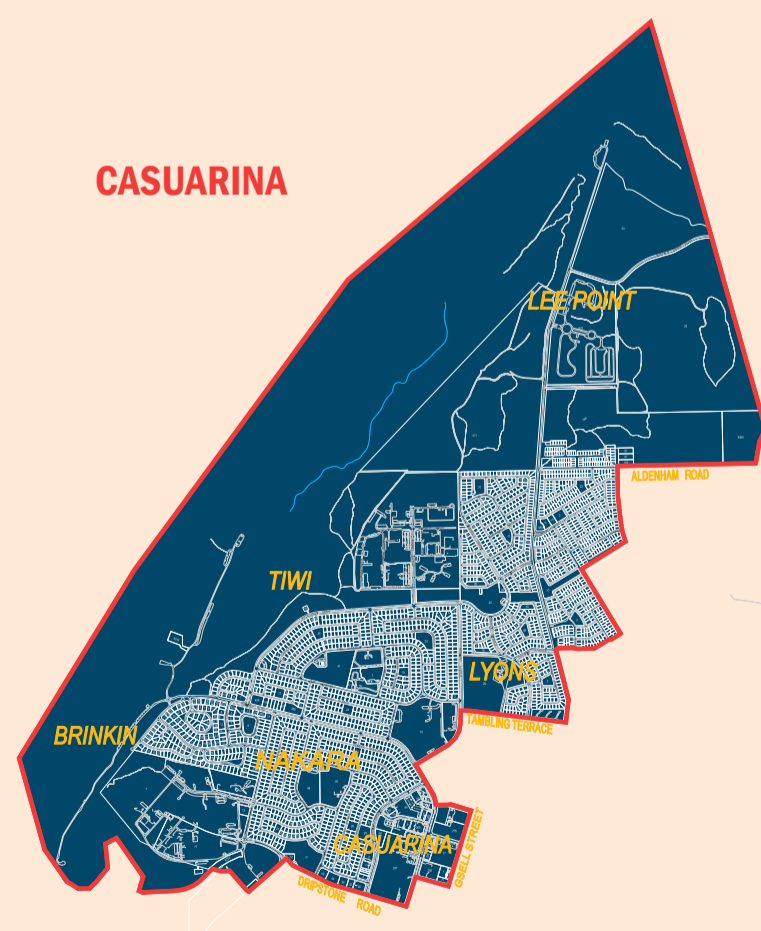 CASUARINA
LEE POINT
ALDENHAM ROAD
TIWI
LYONS
TAMBLING TERRACE
BRINKIN
NAKARA
CASUARINA
GSELL STREET
DRIPSTONE ROAD